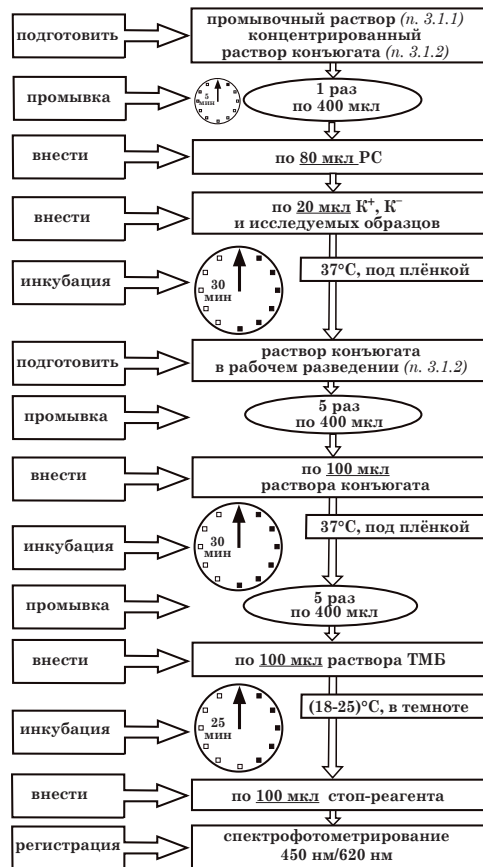 подготовить
промывочный раствор (п. 3.1.1)
концентрированный
раствор конъюгата (п. 3.1.2)
промывка
5
мин
1 раз
по 400 мкл
внести
по 80 мкл РС
внести
по 20 мкл К⁺, К⁻
и исследуемых образцов
инкубация
30
мин
37°С, под плёнкой
подготовить
раствор конъюгата
в рабочем разведении (п. 3.1.2)
промывка
5 раз
по 400 мкл
внести
по 100 мкл
раствора конъюгата
инкубация
30
мин
37°С, под плёнкой
промывка
5 раз
по 400 мкл
внести
по 100 мкл раствора ТМБ
инкубация
25
мин
(18-25)°С, в темноте
внести
по 100 мкл стоп-реагента
регистрация
спектрофотометрирование
450 нм/620 нм